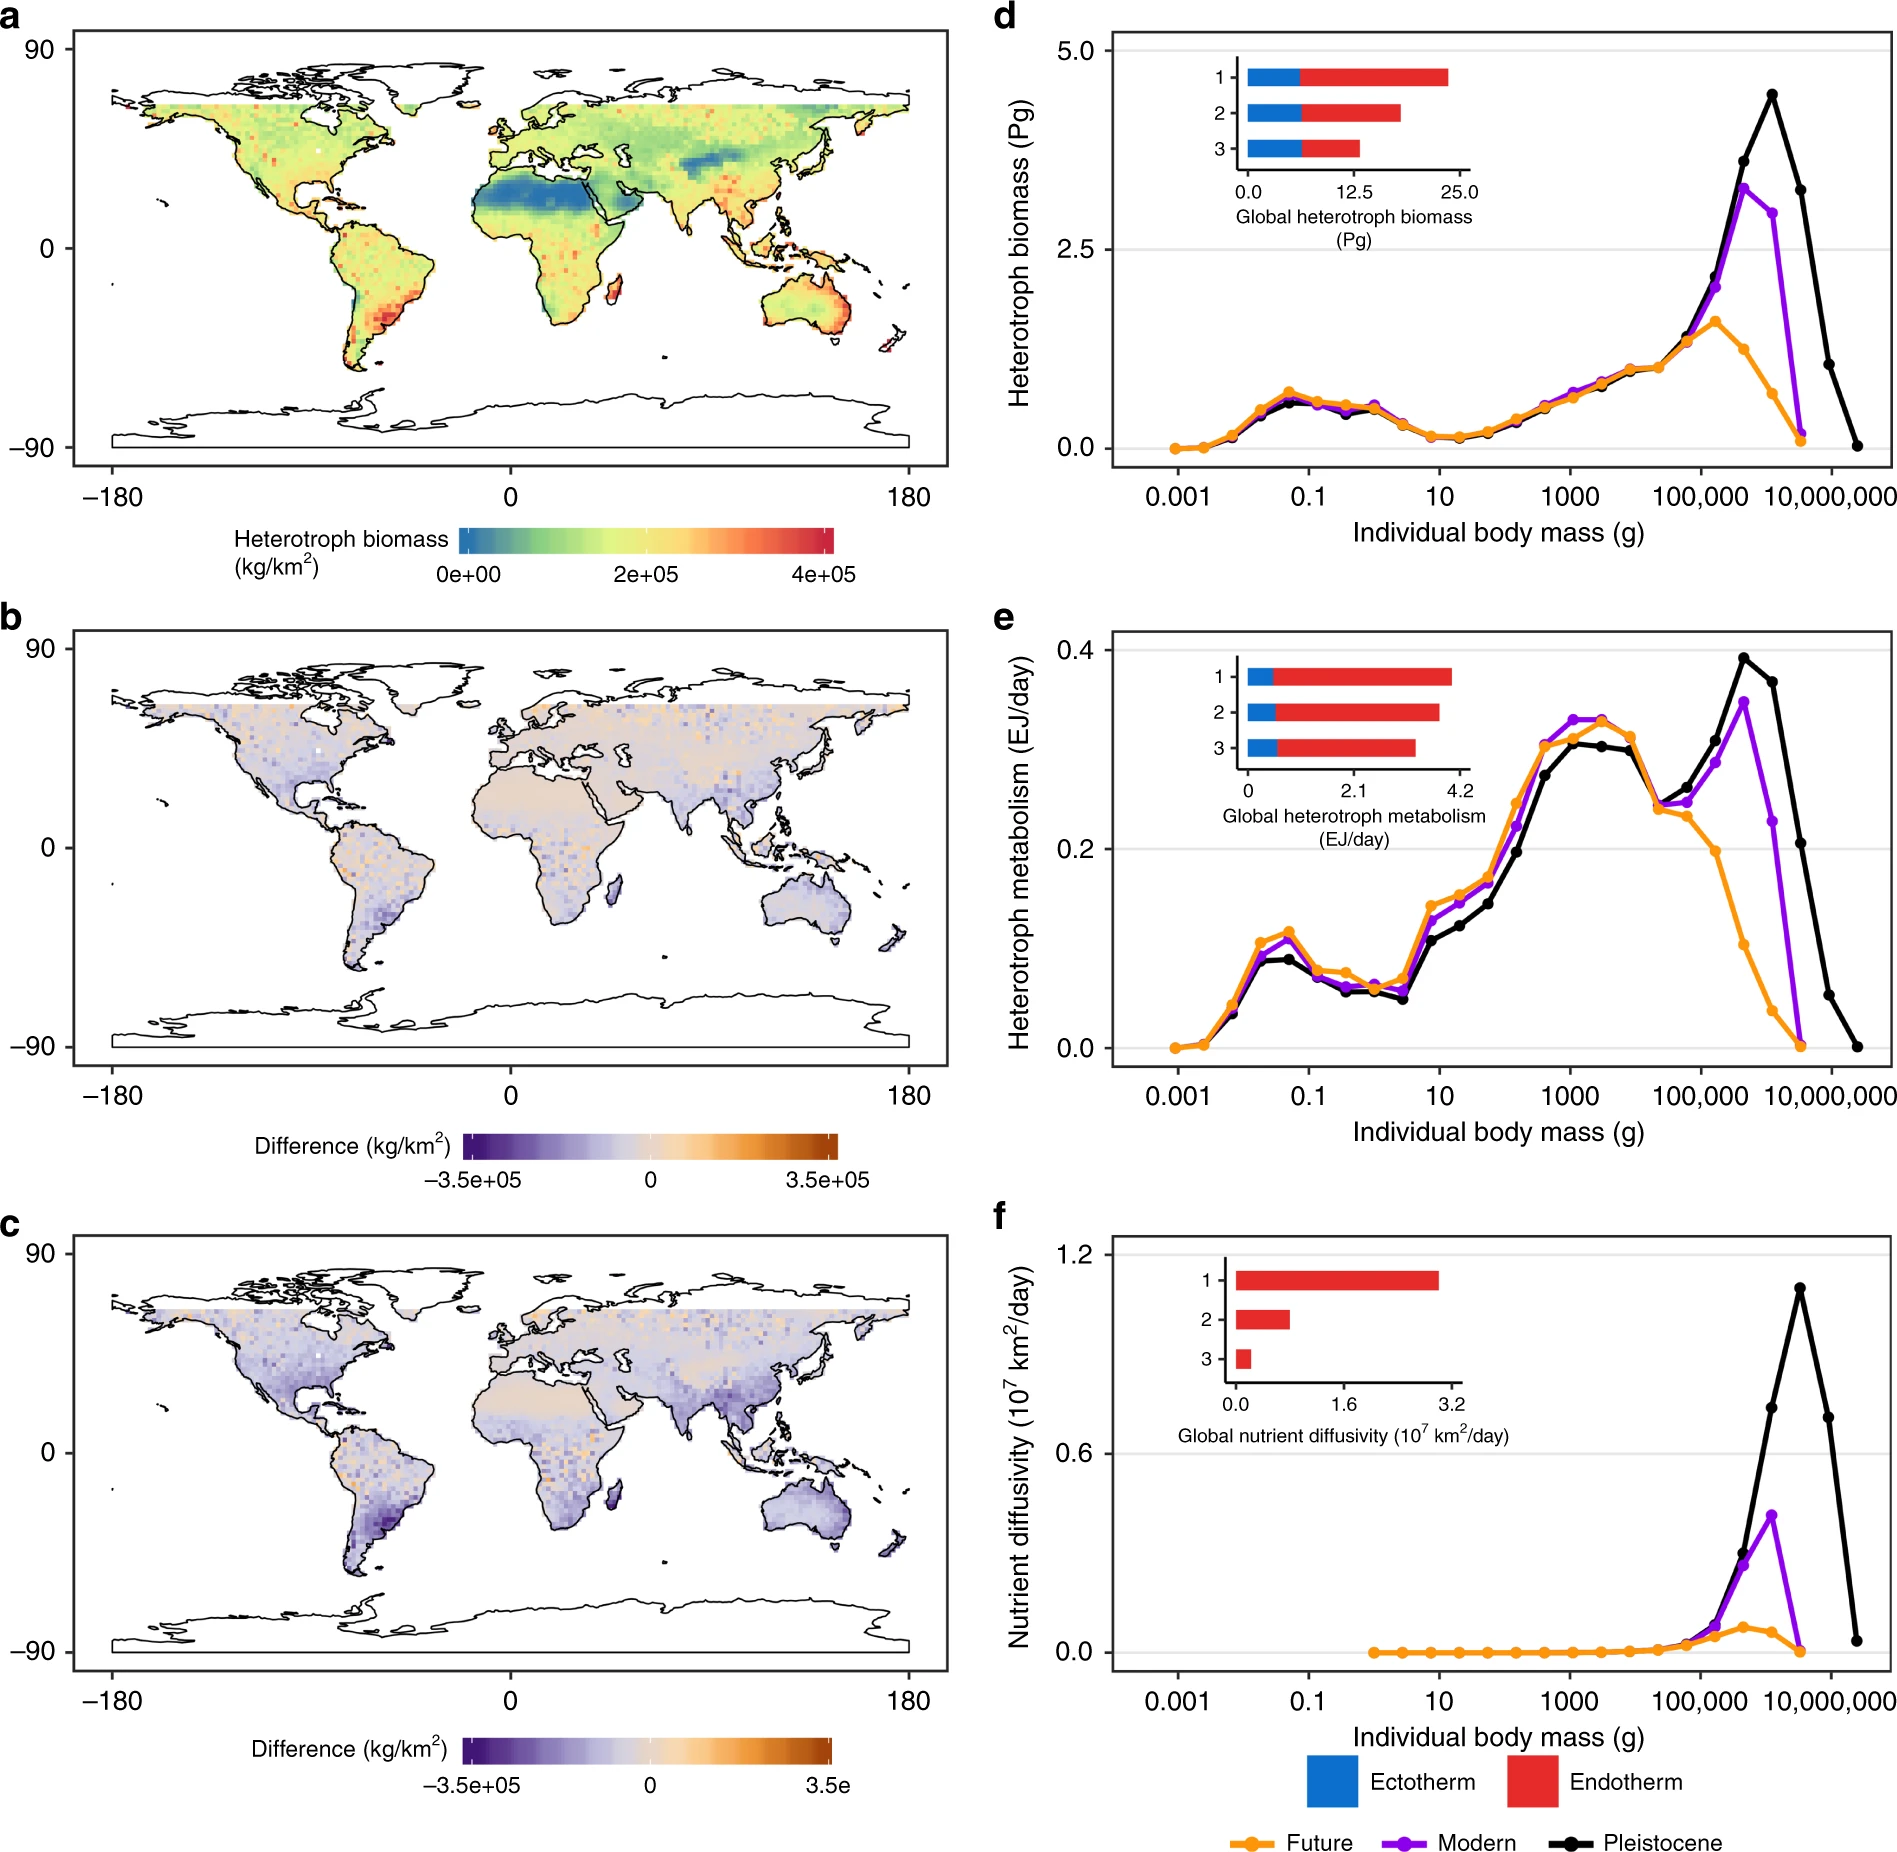 a
90
0
−90
−180 0 180
Heterotroph biomass
(kg/km²)
0e+00 2e+05 4e+05
b
90
0
−90
−180 0 180
Difference (kg/km²)
−3.5e+05 0 3.5e+05
c
90
0
−90
−180 0 180
Difference (kg/km²)
−3.5e+05 0 3.5e
d
Heterotroph biomass (Pg)
5.0
2.5
0.0
1
2
3
0.0 12.5 25.0
Global heterotroph biomass
(Pg)
0.001 0.1 10 1000 100,000 10,000,000
Individual body mass (g)
e
Heterotroph metabolism (EJ/day)
0.4
0.2
0.0
1
2
3
0 2.1 4.2
Global heterotroph metabolism
(EJ/day)
0.001 0.1 10 1000 100,000 10,000,000
Individual body mass (g)
f
Nutrient diffusivity (10⁷ km²/day)
1.2
0.6
0.0
1
2
3
0.0 1.6 3.2
Global nutrient diffusivity (10⁷ km²/day)
0.001 0.1 10 1000 100,000 10,000,000
Individual body mass (g)
Ectotherm Endotherm
Future Modern Pleistocene